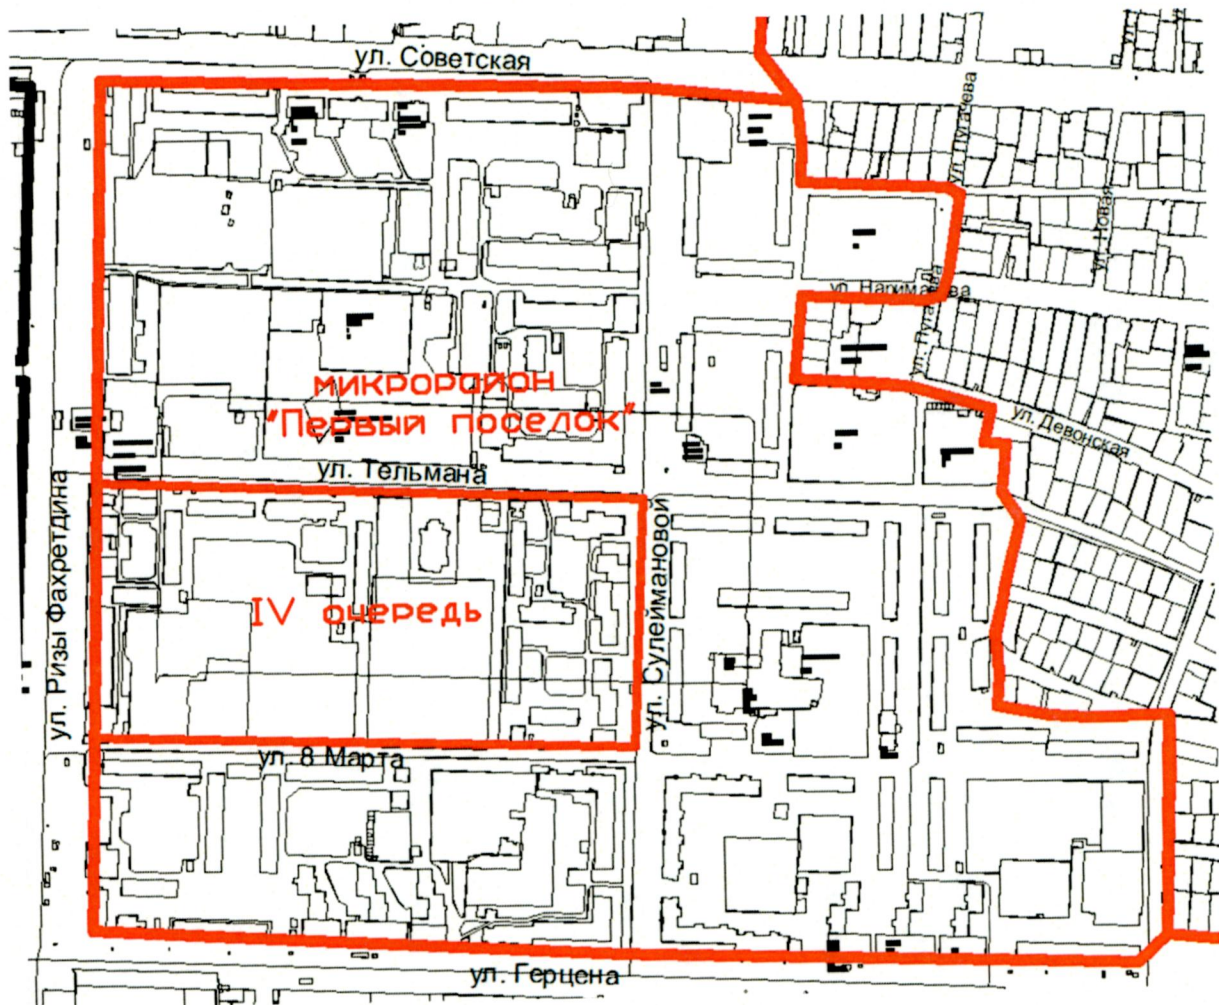 ул. Советская
ул. Пугачева
ул. Новая
ул. Нариманова
ул. Пугачева
микрорайон
"Первый поселок"
ул. Девонская
ул. Тельмана
ул. Ризы Фахретдина
ул. Сулеймановой
IV очередь
ул. 8 Марта
ул. Герцена